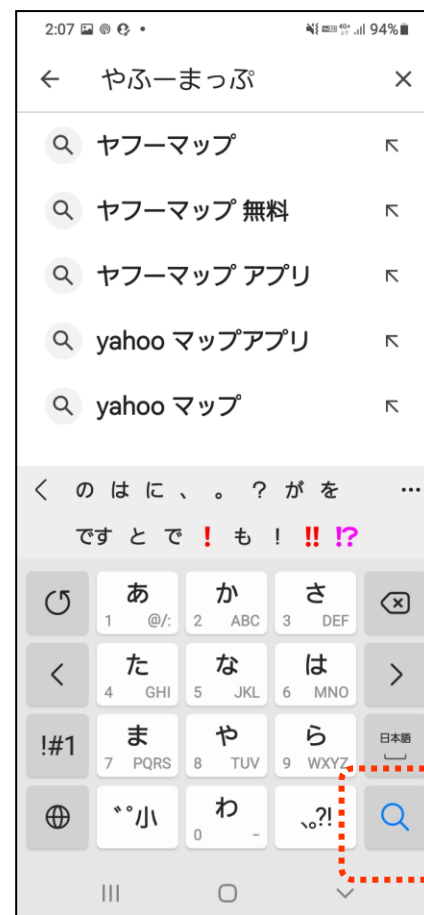 2:07 94%
やふーまっぷ
ヤフーマップ
ヤフーマップ 無料
ヤフーマップ アプリ
yahoo マップアプリ
yahoo マップ
の は に 、 。 ? が を …
です と で ❗ も ! ‼ ⁉
あ 1 @/: か 2 ABC さ 3 DEF
た 4 GHI な 5 JKL は 6 MNO
!#1 ま 7 PQRS や 8 TUV ら 9 WXYZ 日本語
゛゜小 わ 0 - 、。?!